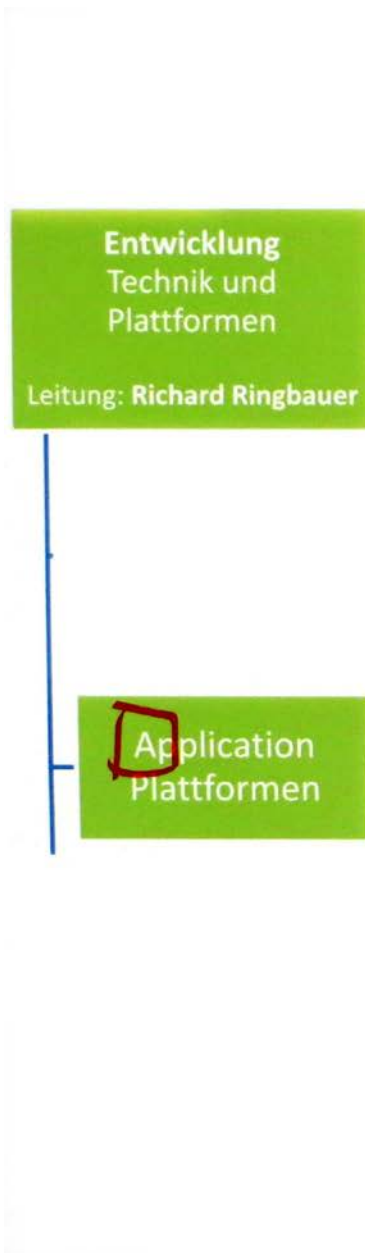 Entwicklung
Technik und
Plattformen
Leitung: Richard Ringbauer
Application
Plattformen